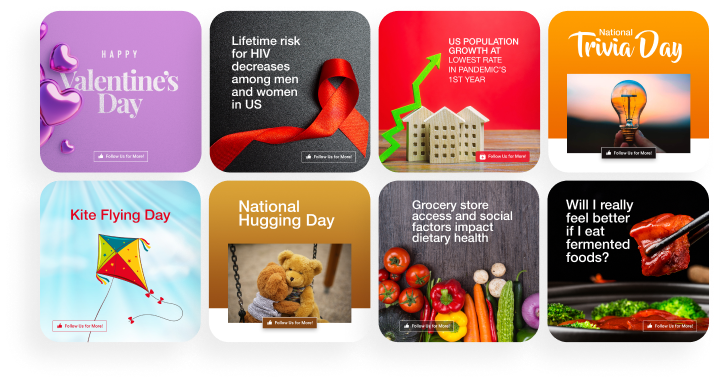 HAPPY
Valentine's
Day
Follow Us for More!
Lifetime risk
for HIV
decreases
among men
and women
in US
Follow Us for More!
US POPULATION
GROWTH AT
LOWEST RATE
IN PANDEMIC'S
1ST YEAR
Follow Us for More!
National
Trivia Day
Follow Us for More!
Kite Flying Day
Follow Us for More!
National
Hugging Day
Follow Us for More!
Grocery store
access and social
factors impact
dietary health
Follow Us for More!
Will I really
feel better
if I eat
fermented
foods?
Follow Us for More!